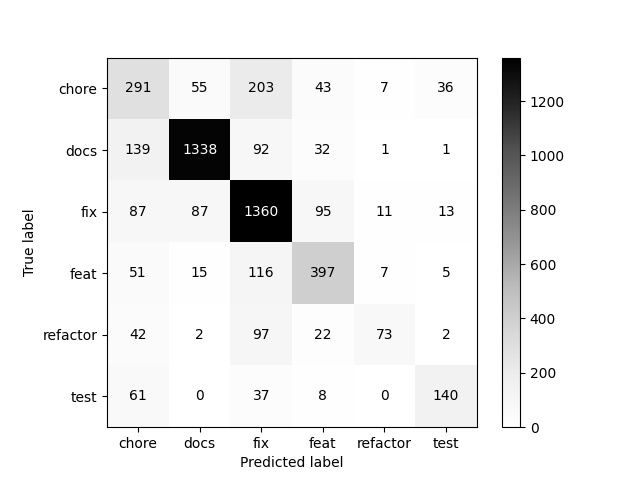 chore 291 55 203 43 7 36
docs 139 1338 92 32 1 1
fix 87 87 1360 95 11 13
feat 51 15 116 397 7 5
refactor 42 2 97 22 73 2
test 61 0 37 8 0 140
chore docs fix feat refactor test
Predicted label
True label
1200
1000
800
600
400
200
0